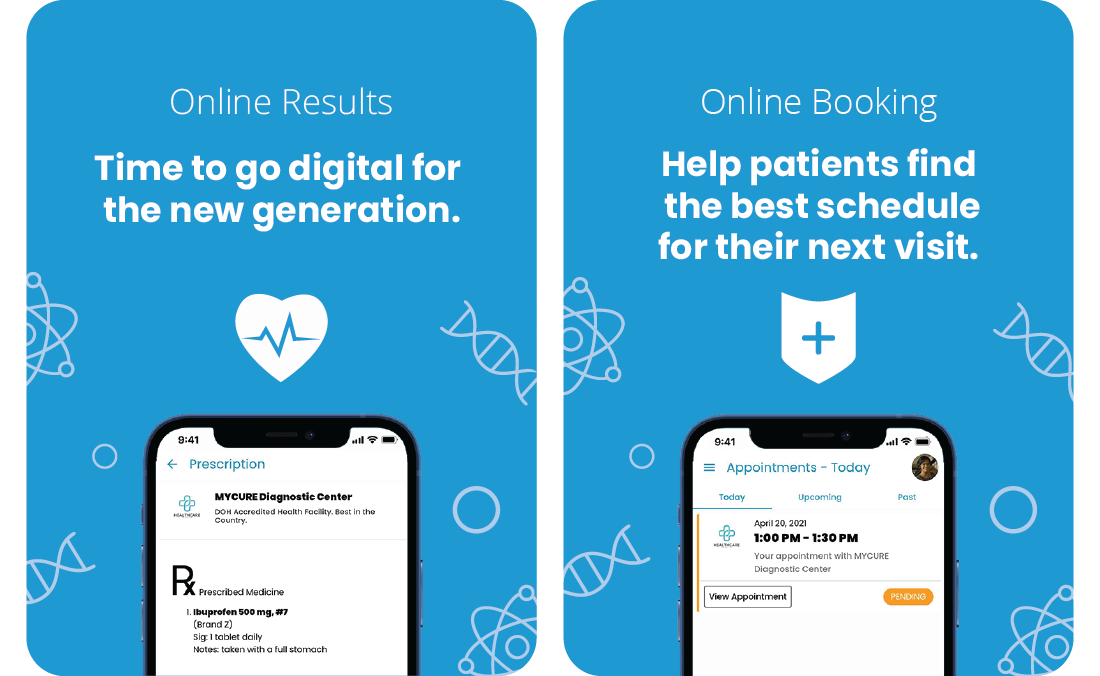 Online Results
Time to go digital for
the new generation.
9:41
Prescription
MYCURE Diagnostic Center
DOH Accredited Health Facility. Best in the
Country.
HEALTHCARE
Rx Prescribed Medicine
1. Ibuprofen 500 mg, #7
(Brand Z)
Sig: 1 tablet daily
Notes: taken with a full stomach
Online Booking
Help patients find
the best schedule
for their next visit.
9:41
Appointments - Today
Today Upcoming Past
April 20, 2021
1:00 PM - 1:30 PM
HEALTHCARE
Your appointment with MYCURE
Diagnostic Center
View Appointment PENDING